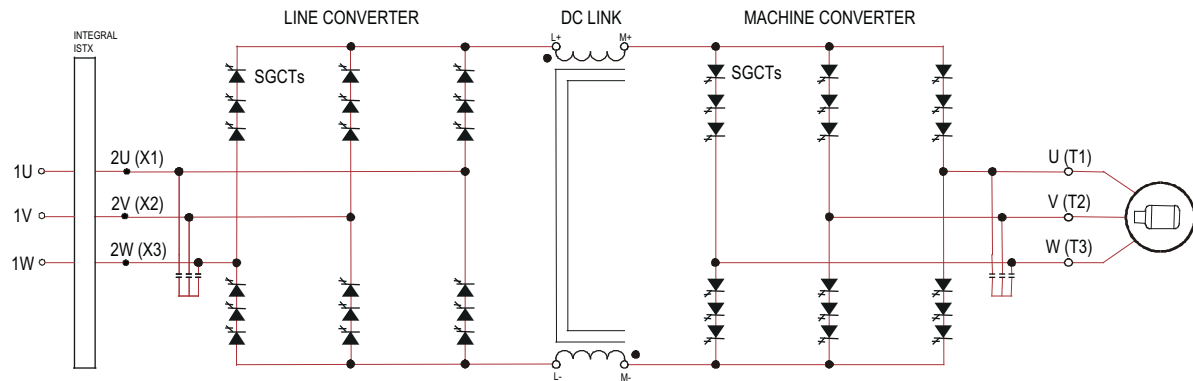 LINE CONVERTER
DC LINK
MACHINE CONVERTER
INTEGRAL
ISTX
L+
M+
SGCTs
SGCTs
1U
2U (X1)
U (T1)
1V
2V (X2)
V (T2)
1W
2W (X3)
W (T3)
L-
M-